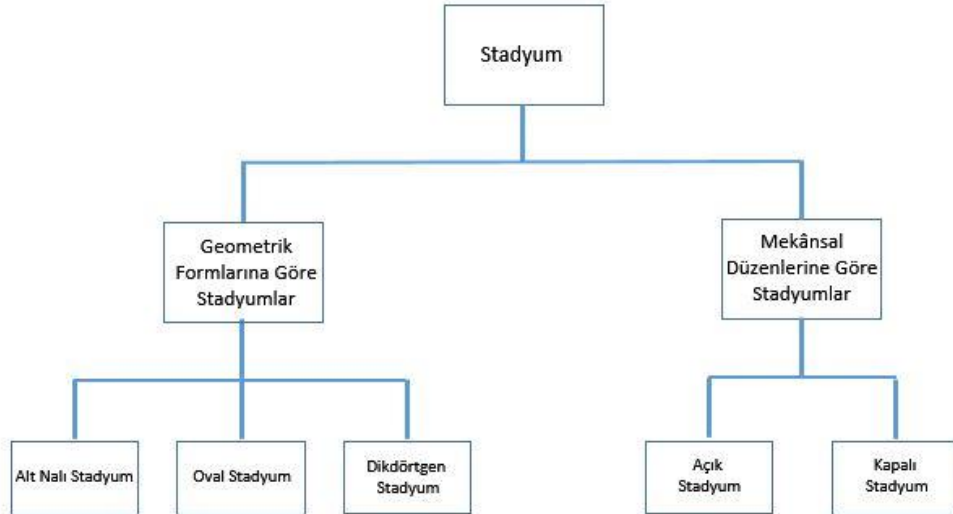 Stadyum
Geometrik
Formlarına Göre
Stadyumlar
Mekânsal
Düzenlerine Göre
Stadyumlar
Alt Nalı Stadyum
Oval Stadyum
Dikdörtgen
Stadyum
Açık
Stadyum
Kapalı
Stadyum